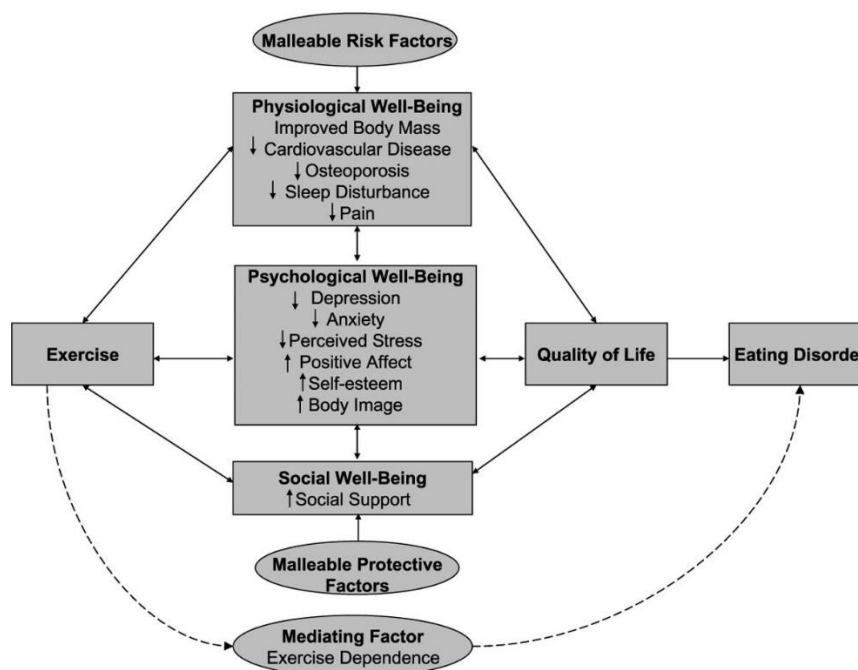 Malleable Risk Factors
Physiological Well-Being
Improved Body Mass
↓ Cardiovascular Disease
↓ Osteoporosis
↓ Sleep Disturbance
↓ Pain
Psychological Well-Being
↓ Depression
↓ Anxiety
↓ Perceived Stress
↑ Positive Affect
↑ Self-esteem
↑ Body Image
Exercise
Quality of Life
Eating Disorde
Social Well-Being
↑ Social Support
Malleable Protective
Factors
Mediating Factor
Exercise Dependence